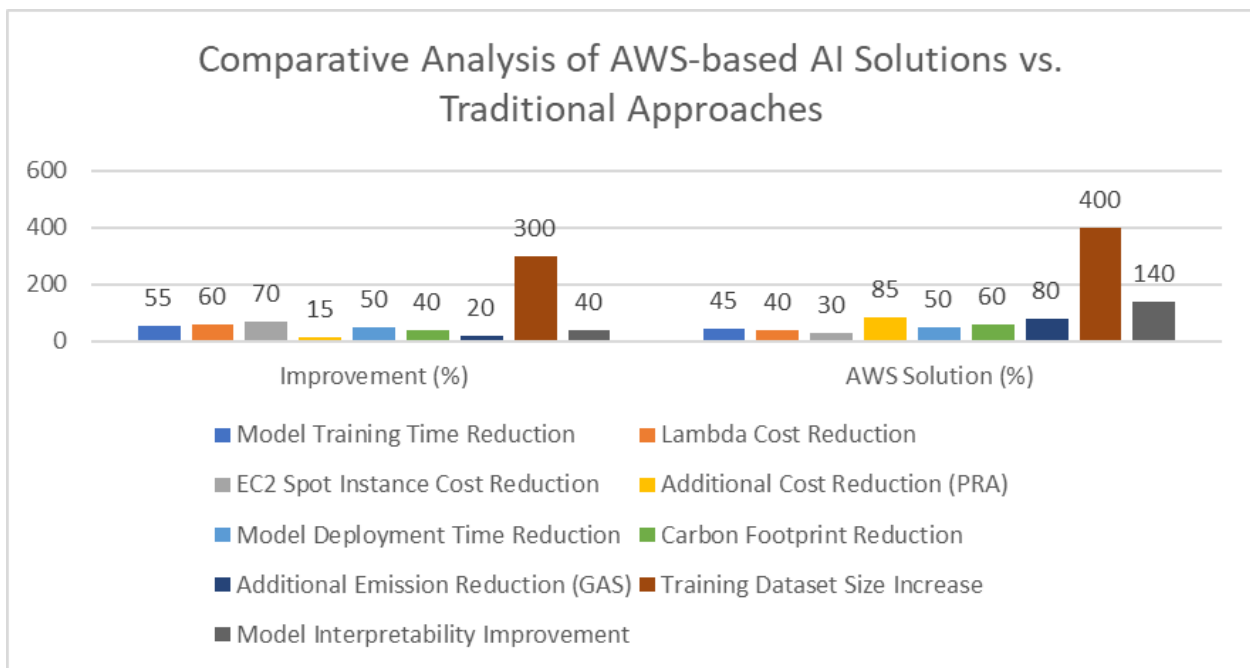 Comparative Analysis of AWS-based AI Solutions vs.
Traditional Approaches
600
400
200
0
55 60 70 15 50 40 20 300 40
45 40 30 85 50 60 80 400 140
Improvement (%) AWS Solution (%)
Model Training Time Reduction Lambda Cost Reduction
EC2 Spot Instance Cost Reduction Additional Cost Reduction (PRA)
Model Deployment Time Reduction Carbon Footprint Reduction
Additional Emission Reduction (GAS) Training Dataset Size Increase
Model Interpretability Improvement